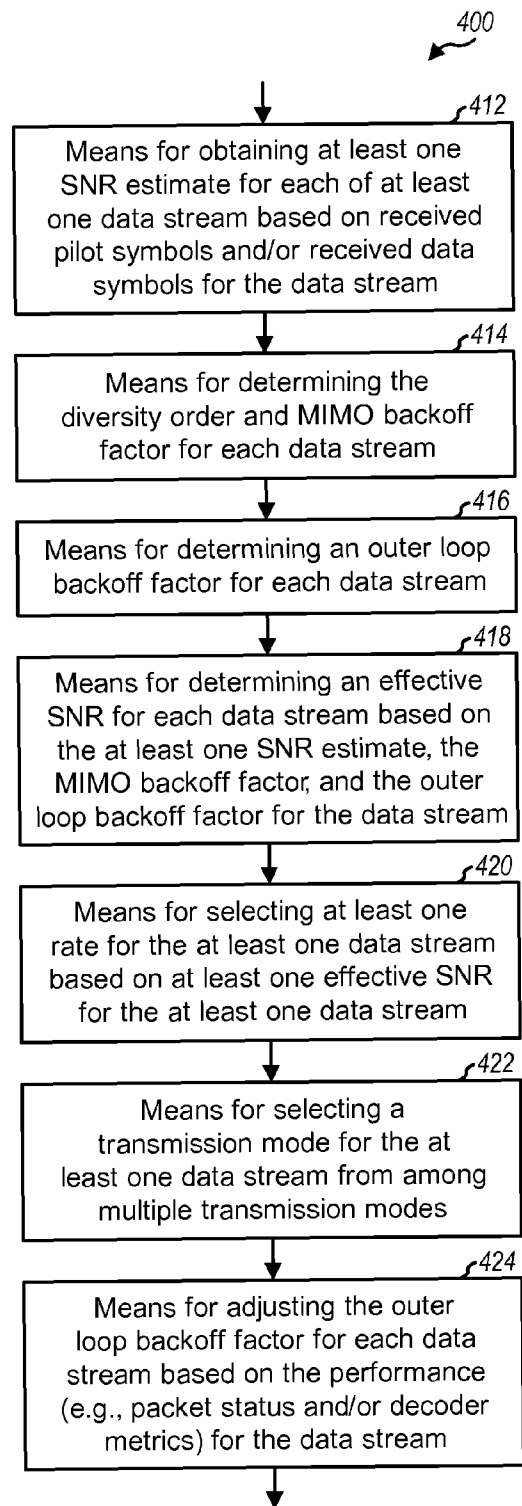 400
412
Means for obtaining at least one
SNR estimate for each of at least
one data stream based on received
pilot symbols and/or received data
symbols for the data stream
414
Means for determining the
diversity order and MIMO backoff
factor for each data stream
416
Means for determining an outer loop
backoff factor for each data stream
418
Means for determining an effective
SNR for each data stream based on
the at least one SNR estimate, the
MIMO backoff factor, and the outer
loop backoff factor for the data stream
420
Means for selecting at least one
rate for the at least one data stream
based on at least one effective SNR
for the at least one data stream
422
Means for selecting a
transmission mode for the at
least one data stream from among
multiple transmission modes
424
Means for adjusting the outer
loop backoff factor for each data
stream based on the performance
(e.g., packet status and/or decoder
metrics) for the data stream